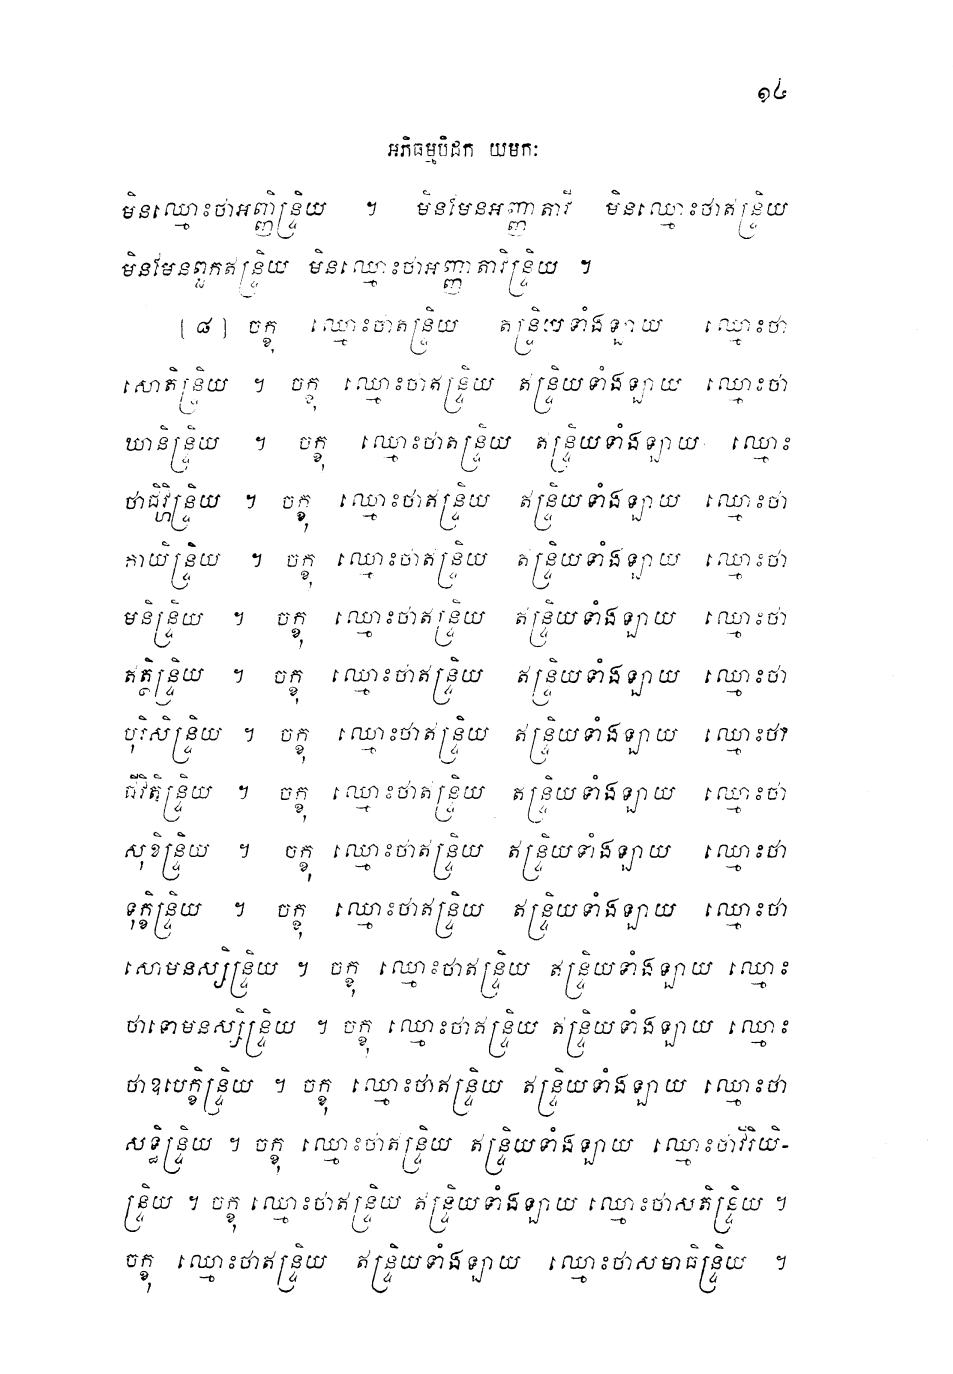 ១៤
អភិធម្មបិដក យមកៈ
មិនឈ្មោះថាអញ្ញិន្ទ្រិយ ។ មិនមែនអញ្ញាតាវី មិនឈ្មោះថាឥន្ទ្រិយ
មិនមែនពួកឥន្ទ្រិយ មិនឈ្មោះថាអញ្ញាតាវិន្ទ្រិយ ។
[៨] ចក្ខុ ឈ្មោះថាឥន្ទ្រិយ ឥន្ទ្រិយទាំងឡាយ ឈ្មោះថា
សោតិន្ទ្រិយ ។ ចក្ខុ ឈ្មោះថាឥន្ទ្រិយ ឥន្ទ្រិយទាំងឡាយ ឈ្មោះថា
ឃានិន្ទ្រិយ ។ ចក្ខុ ឈ្មោះថាឥន្ទ្រិយ ឥន្ទ្រិយទាំងឡាយ ឈ្មោះ
ថាជិវ្ហិន្ទ្រិយ ។ ចក្ខុ ឈ្មោះថាឥន្ទ្រិយ ឥន្ទ្រិយទាំងឡាយ ឈ្មោះថា
កាយិន្ទ្រិយ ។ ចក្ខុ ឈ្មោះថាឥន្ទ្រិយ ឥន្ទ្រិយទាំងឡាយ ឈ្មោះថា
មនិន្ទ្រិយ ។ ចក្ខុ ឈ្មោះថាឥន្ទ្រិយ ឥន្ទ្រិយទាំងឡាយ ឈ្មោះថា
ឥត្ថិន្ទ្រិយ ។ ចក្ខុ ឈ្មោះថាឥន្ទ្រិយ ឥន្ទ្រិយទាំងឡាយ ឈ្មោះថា
បុរិសិន្ទ្រិយ ។ ចក្ខុ ឈ្មោះថាឥន្ទ្រិយ ឥន្ទ្រិយទាំងឡាយ ឈ្មោះថា
ជីវិតិន្ទ្រិយ ។ ចក្ខុ ឈ្មោះថាឥន្ទ្រិយ ឥន្ទ្រិយទាំងឡាយ ឈ្មោះថា
សុខិន្ទ្រិយ ។ ចក្ខុ ឈ្មោះថាឥន្ទ្រិយ ឥន្ទ្រិយទាំងឡាយ ឈ្មោះថា
ទុក្ខិន្ទ្រិយ ។ ចក្ខុ ឈ្មោះថាឥន្ទ្រិយ ឥន្ទ្រិយទាំងឡាយ ឈ្មោះថា
សោមនស្សិន្ទ្រិយ ។ ចក្ខុ ឈ្មោះថាឥន្ទ្រិយ ឥន្ទ្រិយទាំងឡាយ ឈ្មោះ
ថាទោមនស្សិន្ទ្រិយ ។ ចក្ខុ ឈ្មោះថាឥន្ទ្រិយ ឥន្ទ្រិយទាំងឡាយ ឈ្មោះ
ថាឧបេក្ខិន្ទ្រិយ ។ ចក្ខុ ឈ្មោះថាឥន្ទ្រិយ ឥន្ទ្រិយទាំងឡាយ ឈ្មោះថា
សទ្ធិន្ទ្រិយ ។ ចក្ខុ ឈ្មោះថាឥន្ទ្រិយ ឥន្ទ្រិយទាំងឡាយ ឈ្មោះថាវីរិយិ-
ន្ទ្រិយ ។ ចក្ខុ ឈ្មោះថាឥន្ទ្រិយ ឥន្ទ្រិយទាំងឡាយ ឈ្មោះថាសតិន្ទ្រិយ ។
ចក្ខុ ឈ្មោះថាឥន្ទ្រិយ ឥន្ទ្រិយទាំងឡាយ ឈ្មោះថាសមាធិន្ទ្រិយ ។